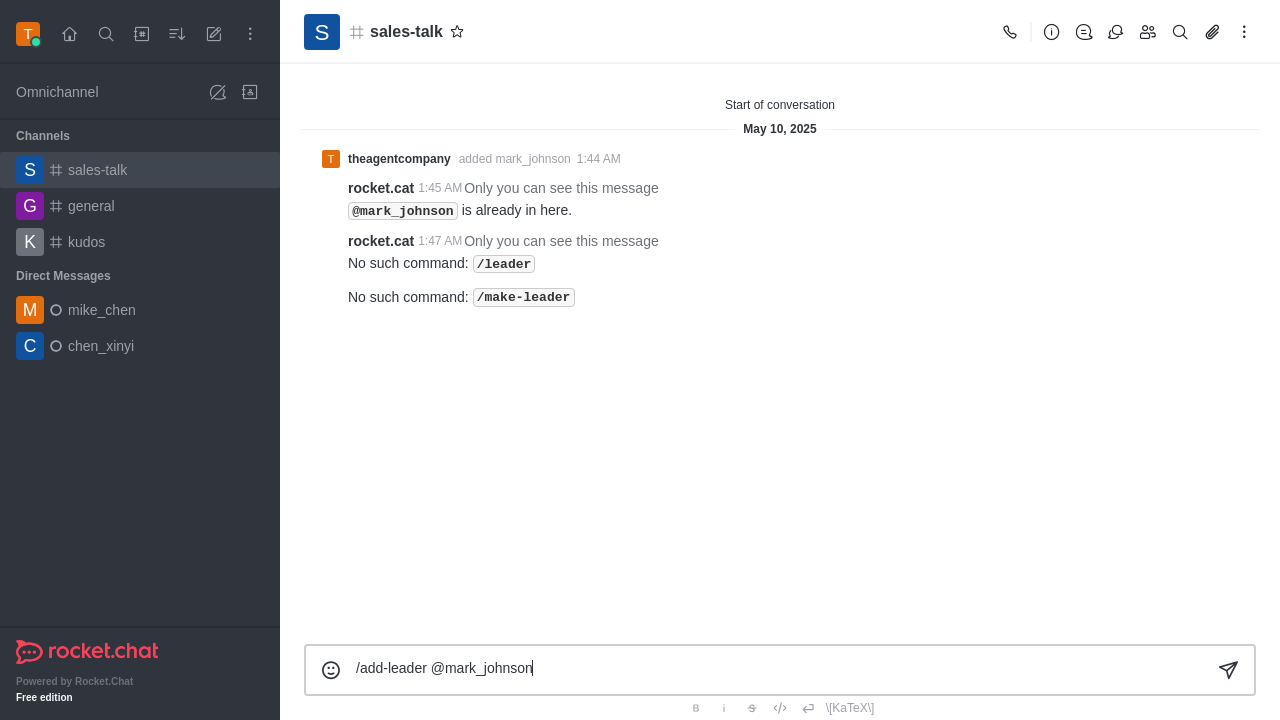 T
Omnichannel
Channels
S sales-talk
G general
K kudos
Direct Messages
M mike_chen
C chen_xinyi
rocket.chat
Powered by Rocket.Chat
Free edition
S sales-talk
Start of conversation
May 10, 2025
T theagentcompany added mark_johnson 1:44 AM
rocket.cat 1:45 AM Only you can see this message
@mark_johnson is already in here.
rocket.cat 1:47 AM Only you can see this message
No such command: /leader
No such command: /make-leader
/add-leader @mark_johnson
B i S </> \[KaTeX\]